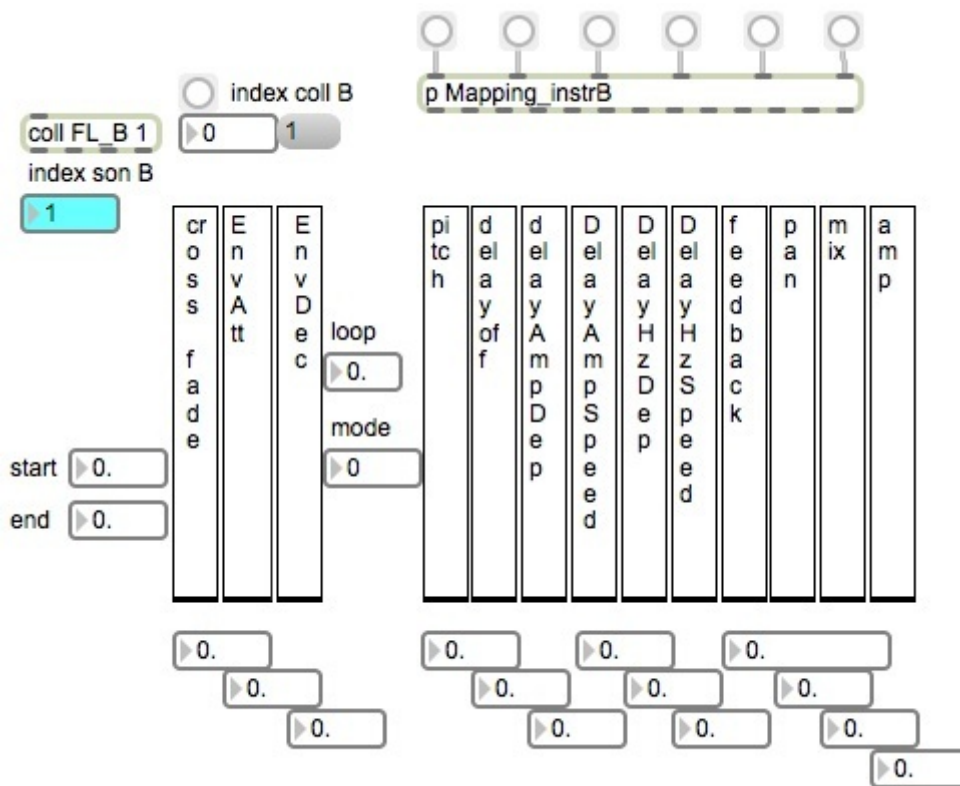 index coll B
p Mapping_instrB
coll FL_B 1
0
1
index son B
1
cross fade
EnvAtt
EnvDec
loop
0.
mode
0
start
0.
end
0.
pitch
delayoff
delayAmpDep
DelayAmpSpeed
DelayHzDep
DelayHzSpeed
feedback
pan
mix
amp
0.
0.
0.
0.
0.
0.
0.
0.
0.
0.
0.
0.
0.